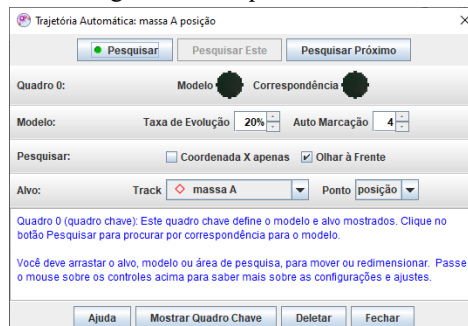 Trajetória Automática: massa A posição
Pesquisar Pesquisar Este Pesquisar Próximo
Quadro 0: Modelo Correspondência
Modelo: Taxa de Evolução 20% Auto Marcação 4
Pesquisar: Coordenada X apenas Olhar à Frente
Alvo: Track massa A Ponto posição
Quadro 0 (quadro chave): Este quadro chave define o modelo e alvo mostrados. Clique no
botão Pesquisar para procurar por correspondência para o modelo.
Você deve arrastar o alvo, modelo ou área de pesquisa, para mover ou redimensionar. Passe
o mouse sobre os controles acima para saber mais sobre as configurações e ajustes.
Ajuda Mostrar Quadro Chave Deletar Fechar